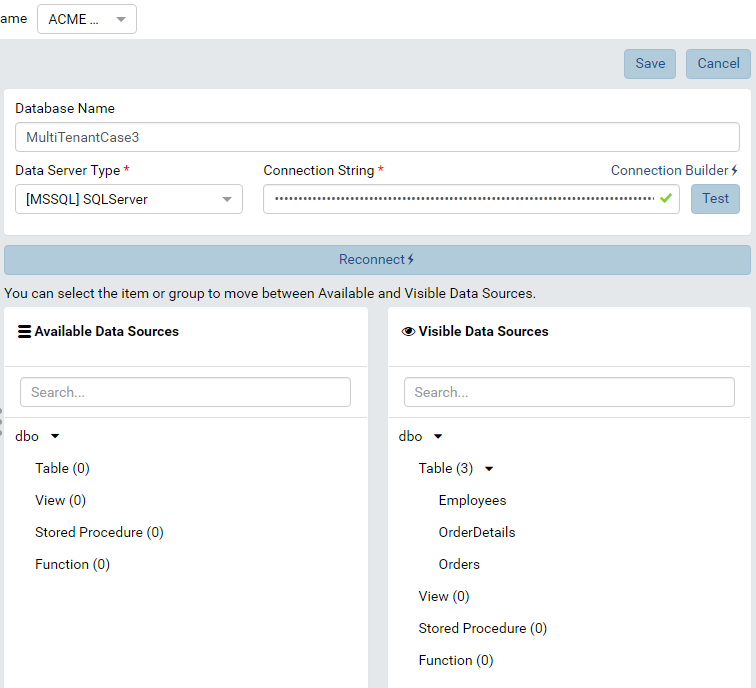 ame ACME ...
Save Cancel
Database Name
MultiTenantCase3
Data Server Type * Connection String * Connection Builder
[MSSQL] SQLServer Test
Reconnect
You can select the item or group to move between Available and Visible Data Sources.
Available Data Sources
Search...
dbo
Table (0)
View (0)
Stored Procedure (0)
Function (0)
Visible Data Sources
Search...
dbo
Table (3)
Employees
OrderDetails
Orders
View (0)
Stored Procedure (0)
Function (0)